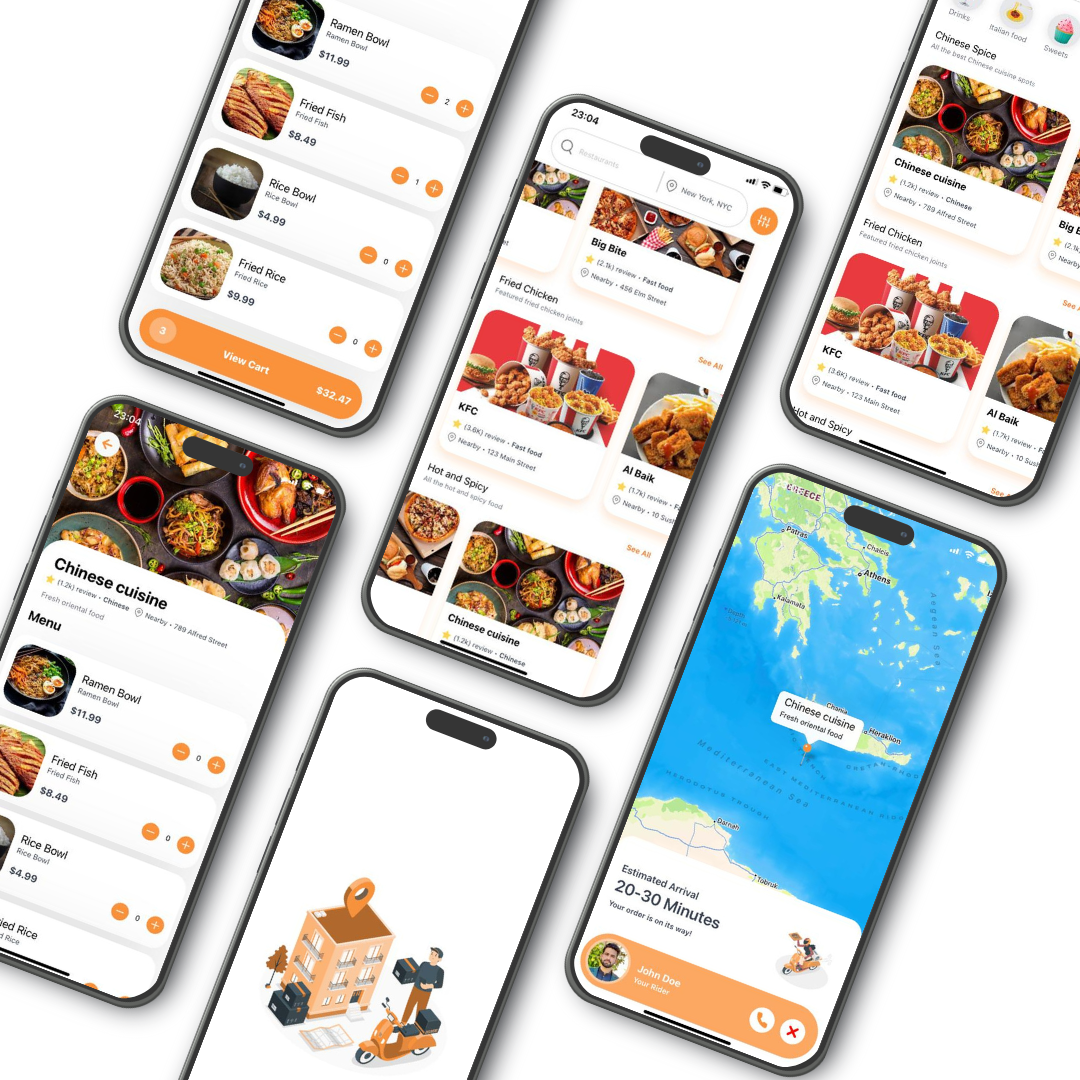 Ramen Bowl
Ramen Bowl
$11.99
2
Fried Fish
Fried Fish
$8.49
1
Rice Bowl
Rice Bowl
$4.99
0
Fried Rice
Fried Rice
$9.99
0
3
View Cart
$32.47
23:04
Restaurants
New York, NYC
Big Bite
(2.1k) review • Fast food
Nearby • 456 Elm Street
Fried Chicken
Featured fried chicken joints
See All
KFC
(3.6K) review • Fast food
Nearby • 123 Main Street
Al Baik
(1.7k) review •
Nearby • 10
Hot and Spicy
All the hot and spicy food
See All
Chinese cuisine
(1.2k) review • Chinese
Drinks
Italian food
Sweets
Chinese Spice
All the best Chinese cuisine spots
Chinese cuisine
(1.2k) review • Chinese
Nearby • 789 Alfred Street
Big
Nearby
Fried Chicken
Featured fried chicken joints
See
KFC
(3.6K) review • Fast food
Nearby • 123 Main Street
Al Baik
(1.7k) review •
Nearby • 10
Hot and Spicy
See
23:04
Chinese cuisine
(1.2k) review • Chinese
Nearby • 789 Alfred Street
Fresh oriental food
Menu
Ramen Bowl
Ramen Bowl
$11.99
0
Fried Fish
Fried Fish
$8.49
0
Rice Bowl
Rice Bowl
$4.99
0
Rice
Rice
GREECE
Patras
Chalcis
Athens
Kalamata
Aegean Sea
Chinese cuisine
Fresh oriental food
Chania
Heraklion
Mediterranean Sea
HERODOTUS TROUGH
Darnah
Tobruk
Estimated Arrival
20-30 Minutes
Your order is on its way!
John Doe
Your Rider